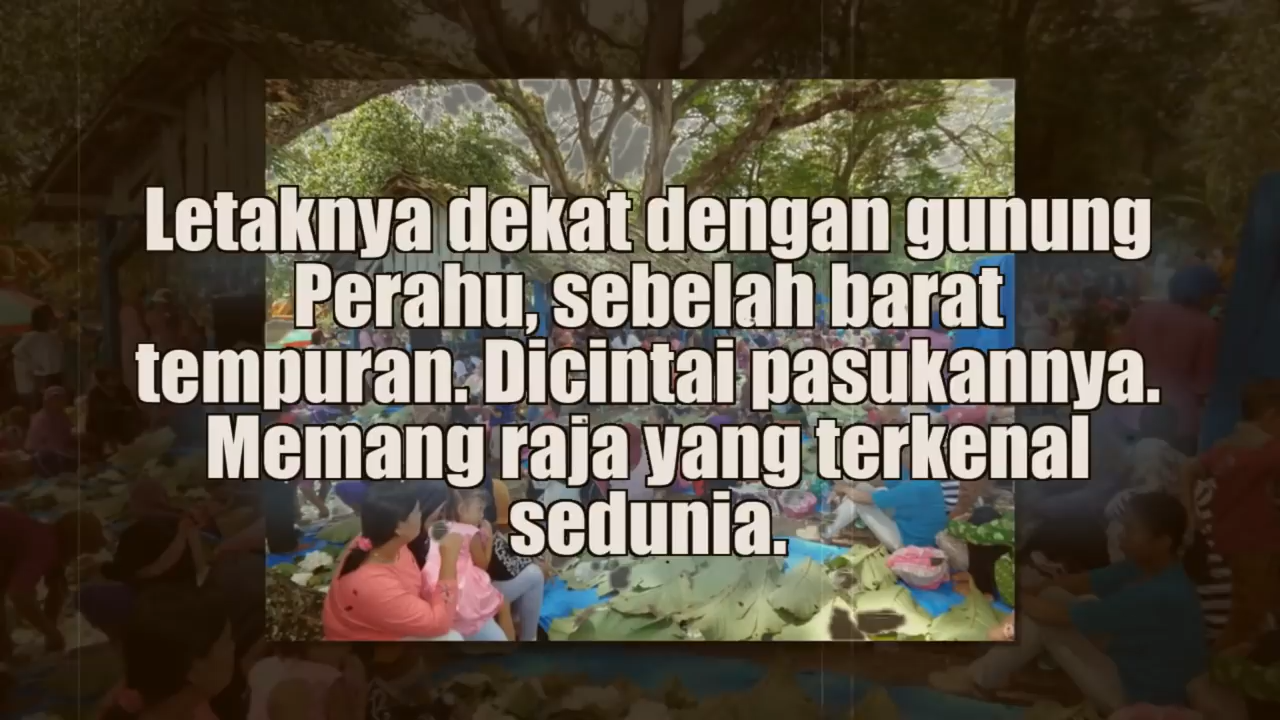 Letaknya dekat dengan gunung
Perahu, sebelah barat
tempuran. Dicintai pasukannya.
Memang raja yang terkenal
sedunia.